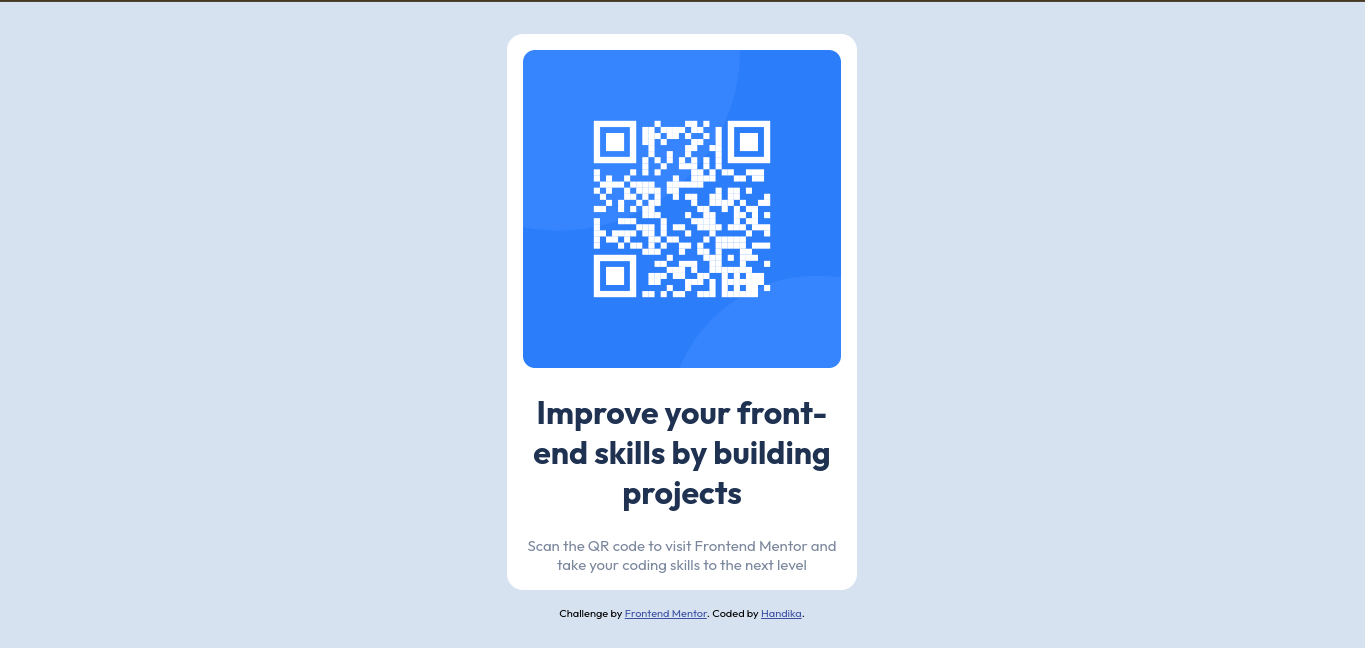 Improve your front-
end skills by building
projects
Scan the QR code to visit Frontend Mentor and
take your coding skills to the next level
Challenge by Frontend Mentor. Coded by Handika.